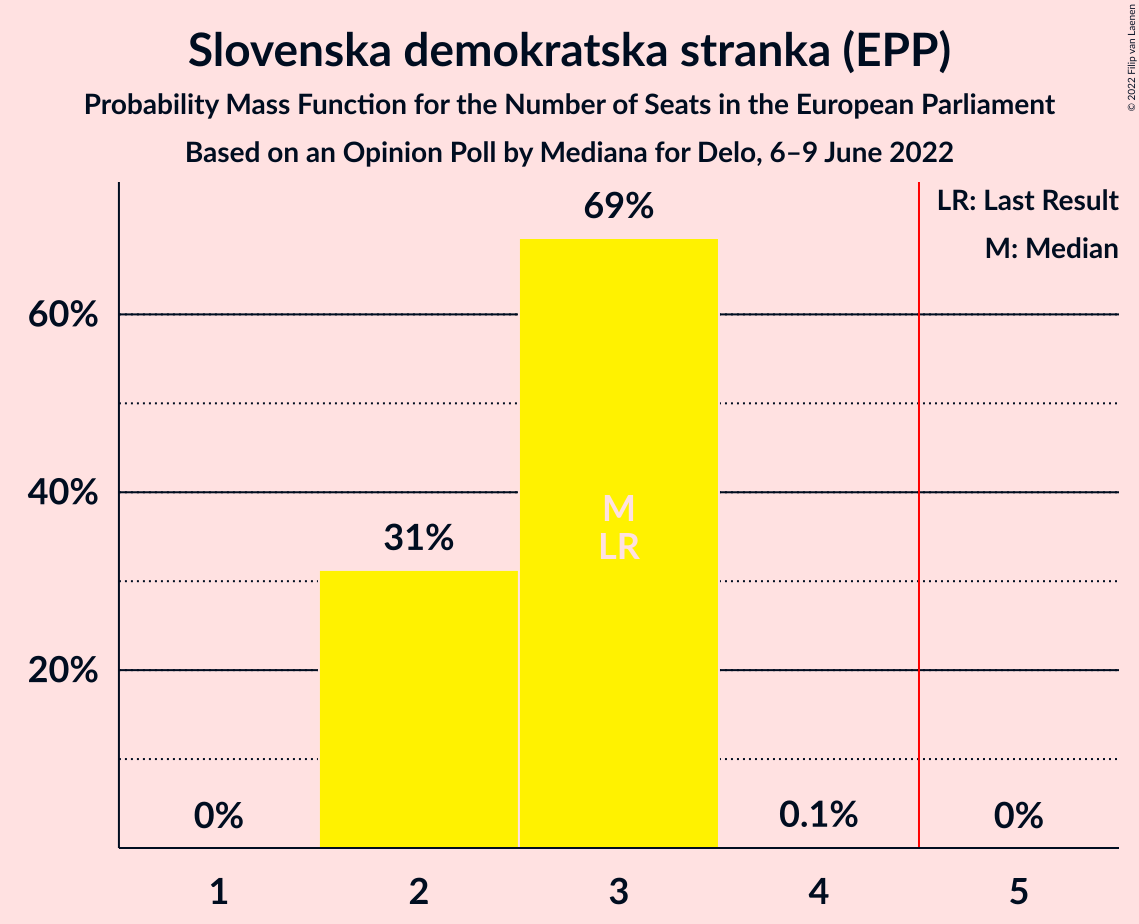 Slovenska demokratska stranka (EPP)
Probability Mass Function for the Number of Seats in the European Parliament
Based on an Opinion Poll by Mediana for Delo, 6–9 June 2022
© 2022 Filip van Laenen
LR: Last Result
M: Median
69%
60%
40%
M
LR
31%
20%
0%
0.1%
0%
1
2
3
4
5